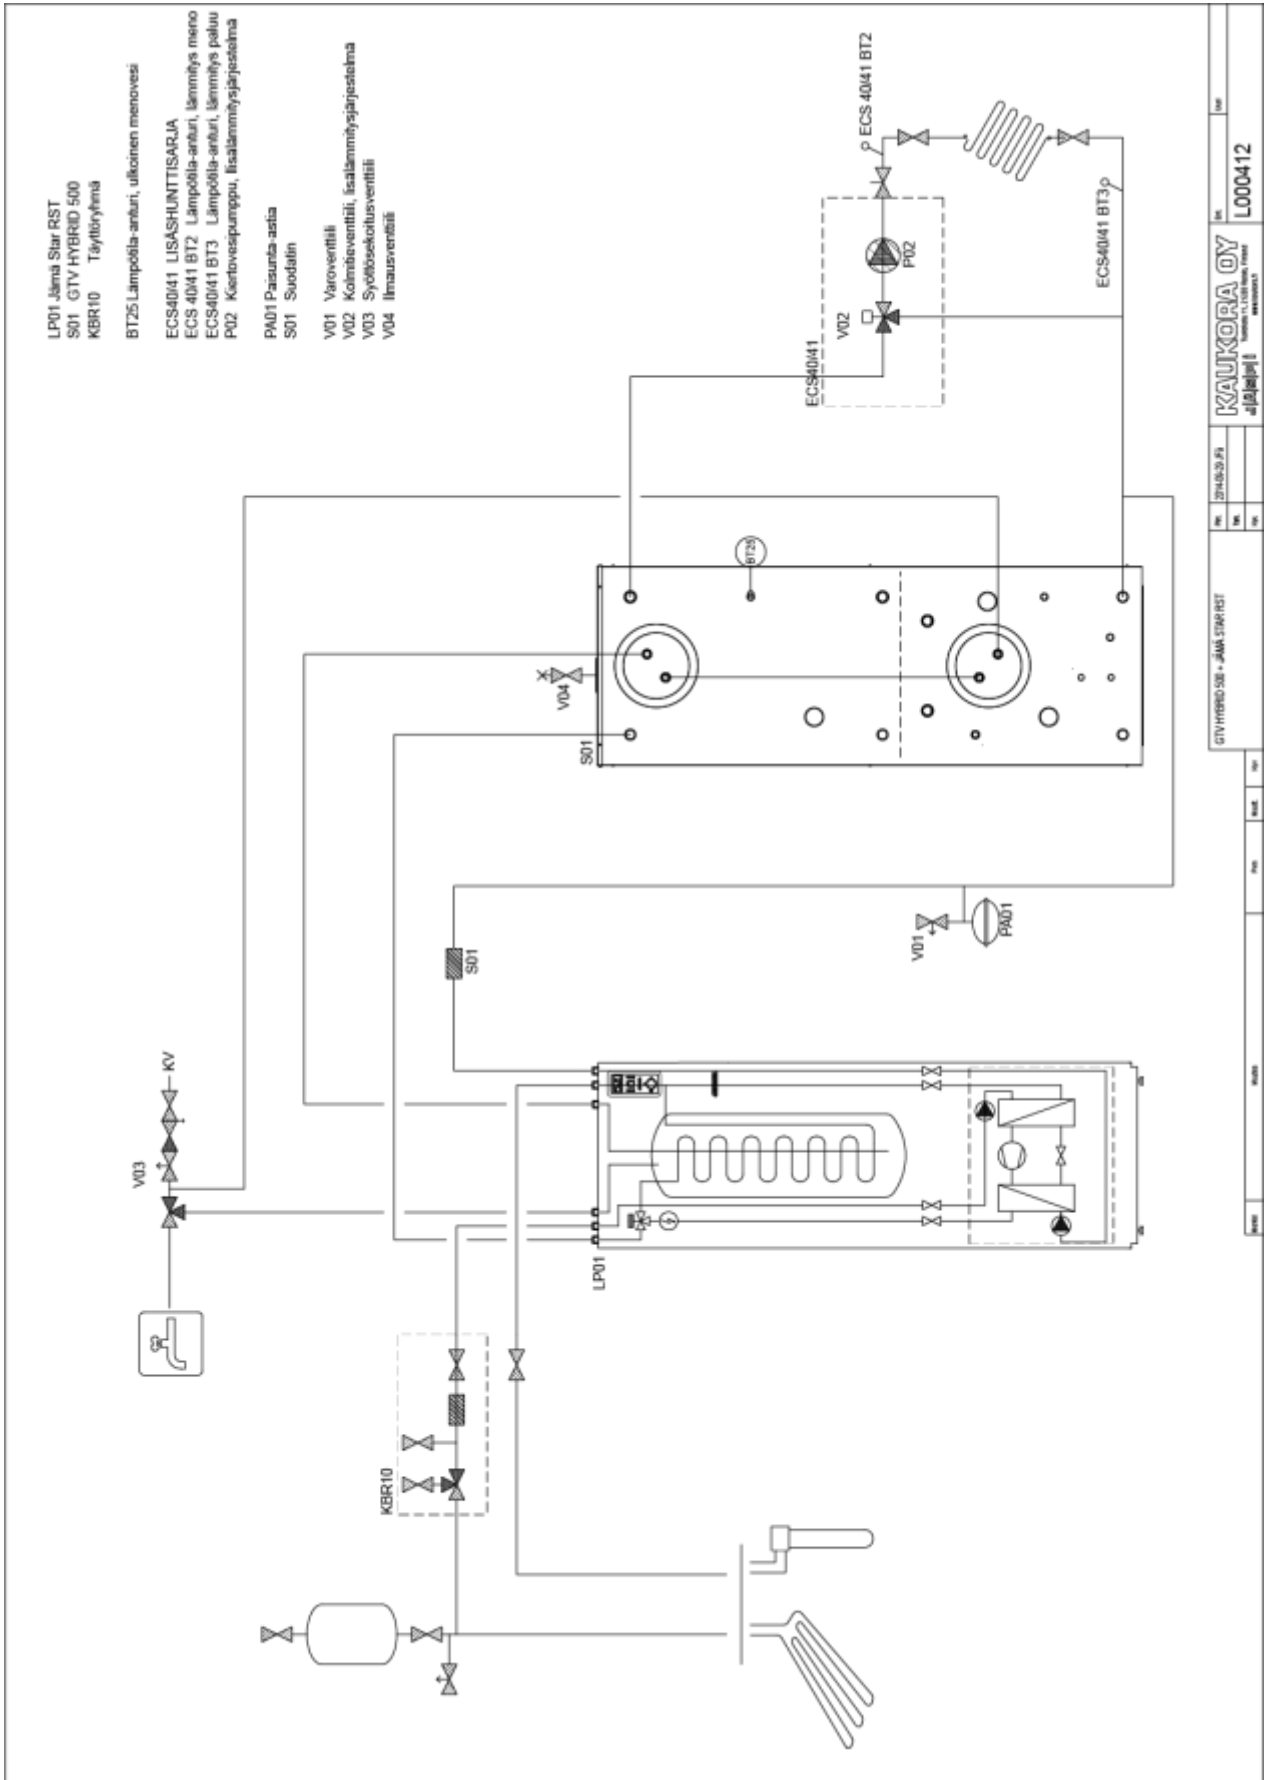 LP01 Jämä Star RST
S01 GTV HYBRID 500
KBR10 Täyttöryhmä
BT25 Lämpötila-anturi, ulkoinen menovesi
ECS40/41 LISÄSHUNTTISARJA
ECS 40/41 BT2 Lämpötila-anturi, lämmitys meno
ECS40/41 BT3 Lämpötila-anturi, lämmitys paluu
P02 Kiertovesipumppu, lisälämmitysjärjestelmä
PA01 Paisunta-astia
S01 Suodatin
V01 Varoventtiili
V02 Kolmitieventtiili, lisälämmitysjärjestelmä
V03 Syöttösekoitusventtiili
V04 Ilmausventtiili
ECS 40/41 BT2
P02
V02
ECS40/41
ECS40/41 BT3
BT25
V04
S01
S01
V01
PA01
KV
V03
LP01
KBR10
GTV HYBRID 500 + JÄMÄ STAR RST
KAUKORA OY
JÄSPI
L000412